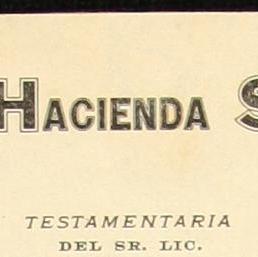 HACIENDA S
TESTAMENTARIA
DEL SR. LIC.